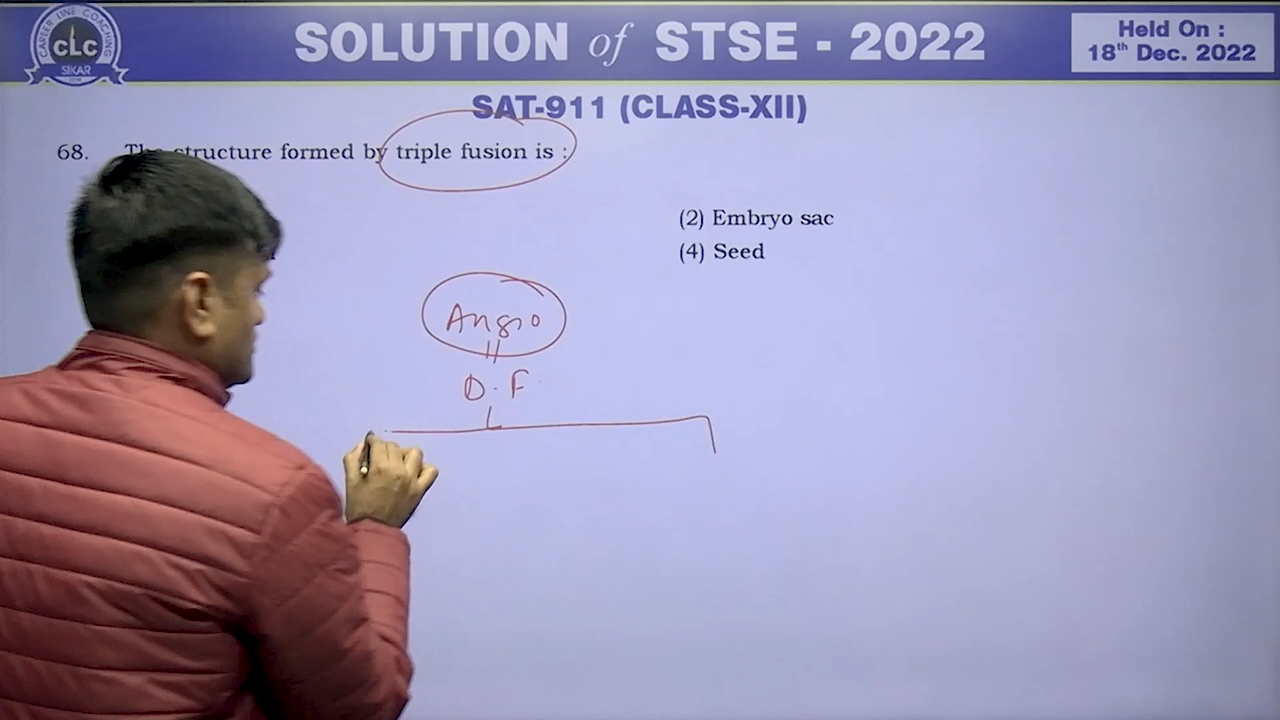 CAREER LINE COACHING
CLC
SIKAR
SOLUTION of STSE - 2022
Held On :
18th Dec. 2022
SAT-911 (CLASS-XII)
68. The structure formed by triple fusion is :
(2) Embryo sac
(4) Seed
Angio
D.F